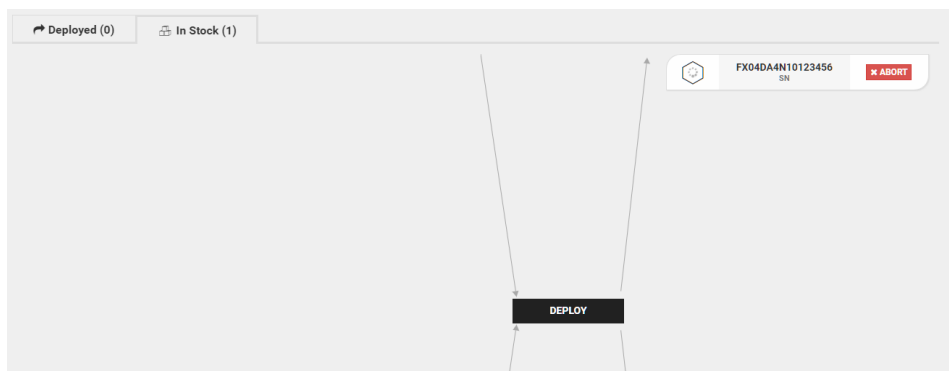 Deployed (0)
In Stock (1)
FX04DA4N10123456
SN
ABORT
DEPLOY